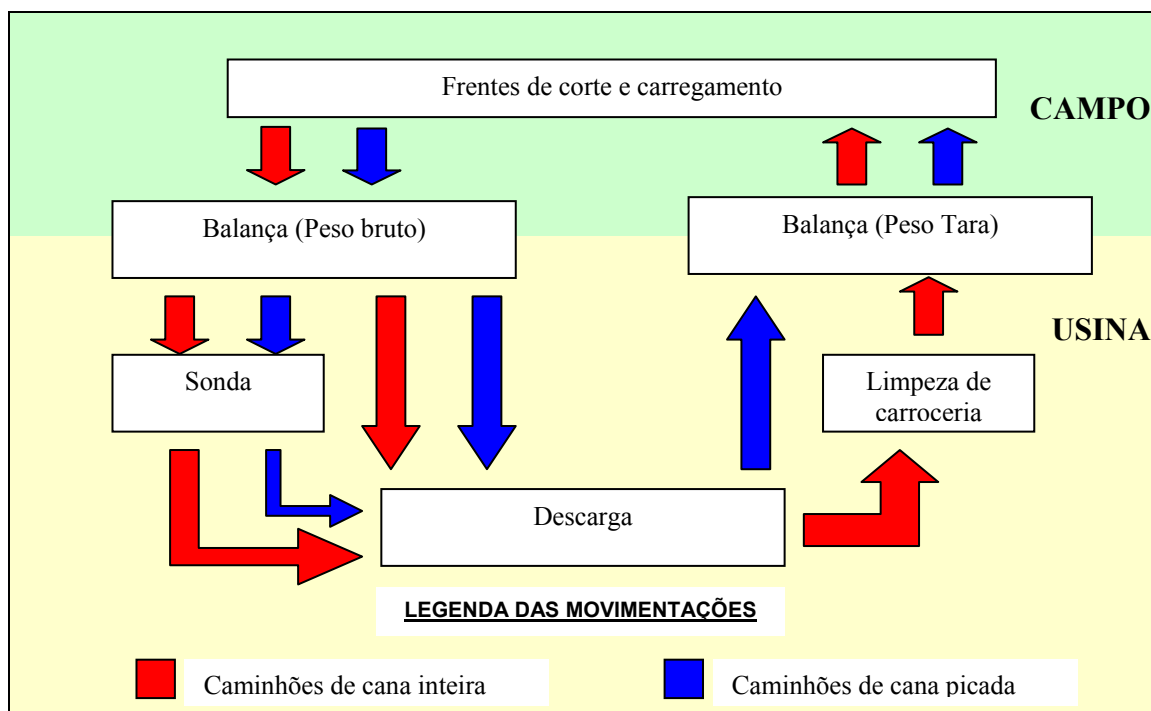 Frentes de corte e carregamento
CAMPO
Balança (Peso bruto)
Balança (Peso Tara)
USINA
Sonda
Limpeza de
carroceria
Descarga
LEGENDA DAS MOVIMENTAÇÕES
Caminhões de cana inteira
Caminhões de cana picada